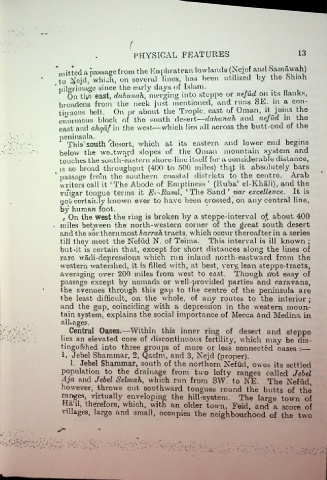 PHYSICAL FEATURES 13
mitted a passage from the Euphratean lowlands (Nejef and Samāwah)
to Nejd, which, on several lines, has been utilized by the Shiah
pilgrimage since the early days of Islam.
On the east, dahanah, merging into steppe or nefūd on its flanks,
broadens from the neck just mentioned, and runs SE. in a con-
tiguous belt. On or about the Tropic, east of Oman, it joins the
enormous block of the south desert—dahanah and nefūd in the
east and ahqāf in the west—which lies all across the butt-end of the
peninsula.
This south desert, which at its eastern and lower end begins
below the westward slopes of the Oman mountain system and
touches the south-eastern shore-line itself for a considerable distance,
is so broad throughout (400 to 500 miles) that it absolutely bars
passage from the southern coastal districts to the centre. Arab
writers call it 'The Abode of Emptiness' (Ruba' el-Khāli), and the
vulgar tongue terms it Er-Raml, 'The Sand' par excellence. It is
not certainly known ever to have been crossed, on any central line,
by human foot.
On the west the ring is broken by a steppe-interval of about 400
miles between the north-western corner of the great south desert
and the southernmost harrah tracts, which occur thereafter in a series
till they meet the Nefūd N. of Teima. This interval is ill known;
but it is certain that, except for short distances along the lines of
rare wādi-depressions which run inland north-eastward from the
western watershed, it is filled with, at best, very lean steppe-tracts,
averaging over 200 miles from west to east. Though not easy of
passage except by nomads or well-provided parties and caravans,
the avenues through this gap to the centre of the peninsula are
the least difficult, on the whole, of any routes to the interior;
and the gap, coinciding with a depression in the western moun-
tain system, explains the social importance of Mecca and Medina in
all ages.
Central Oases.—Within this inner ring of desert and steppe
lies an elevated core of discontinuous fertility, which may be dis-
tinguished into three groups of more or less connected oases:—
1, Jebel Shammar, 2, Qasīm, and 3, Nejd (proper).
1. Jebel Shammar, south of the northern Nefūd, owes its settled
population to the drainage from two lofty ranges called Jebel
Aja and Jebel Selmah, which run from SW. to NE. The Nefūd,
however, throws out southward tongues round the butts of the
ranges, virtually enveloping the hill-system. The large town of
Hā'il, therefore, which, with an older town, Feid, and a score of
villages, large and small, occupies the neighbourhood of the two